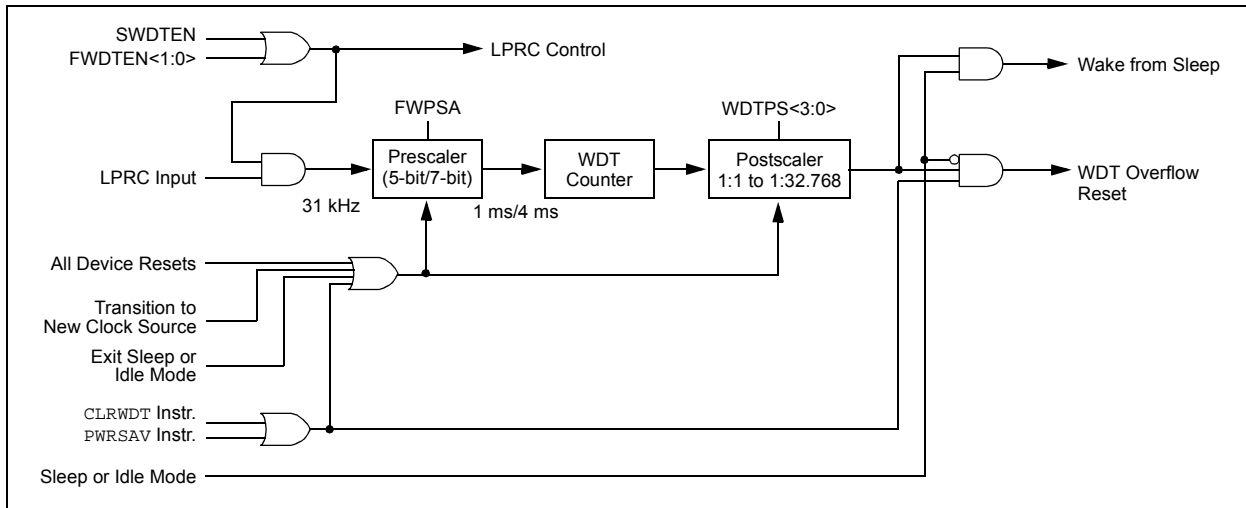 SWDTEN
FWDTEN<1:0>
LPRC Control
Wake from Sleep
FWPSA
WDTPS<3:0>
LPRC Input
Prescaler
(5-bit/7-bit)
WDT
Counter
Postscaler
1:1 to 1:32.768
WDT Overflow
Reset
31 kHz
1 ms/4 ms
All Device Resets
Transition to
New Clock Source
Exit Sleep or
Idle Mode
CLRWDT Instr.
PWRSAV Instr.
Sleep or Idle Mode